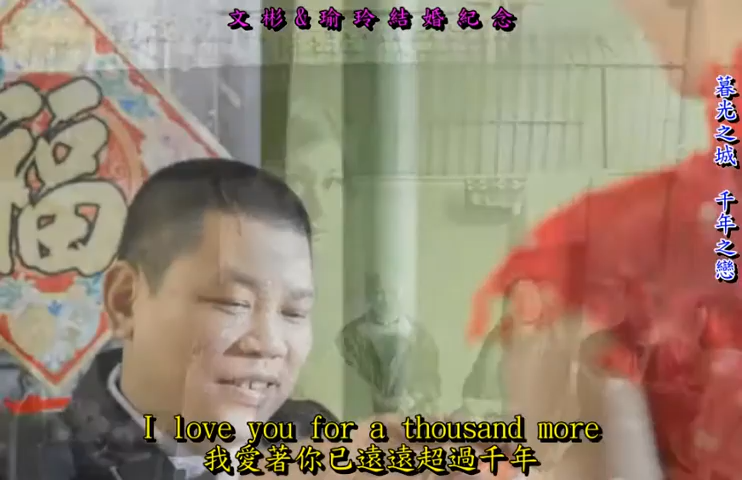 文彬&瑜玲結婚紀念
暮光之城 千年之戀
福
I love you for a thousand more
我愛著你已遠遠超過千年